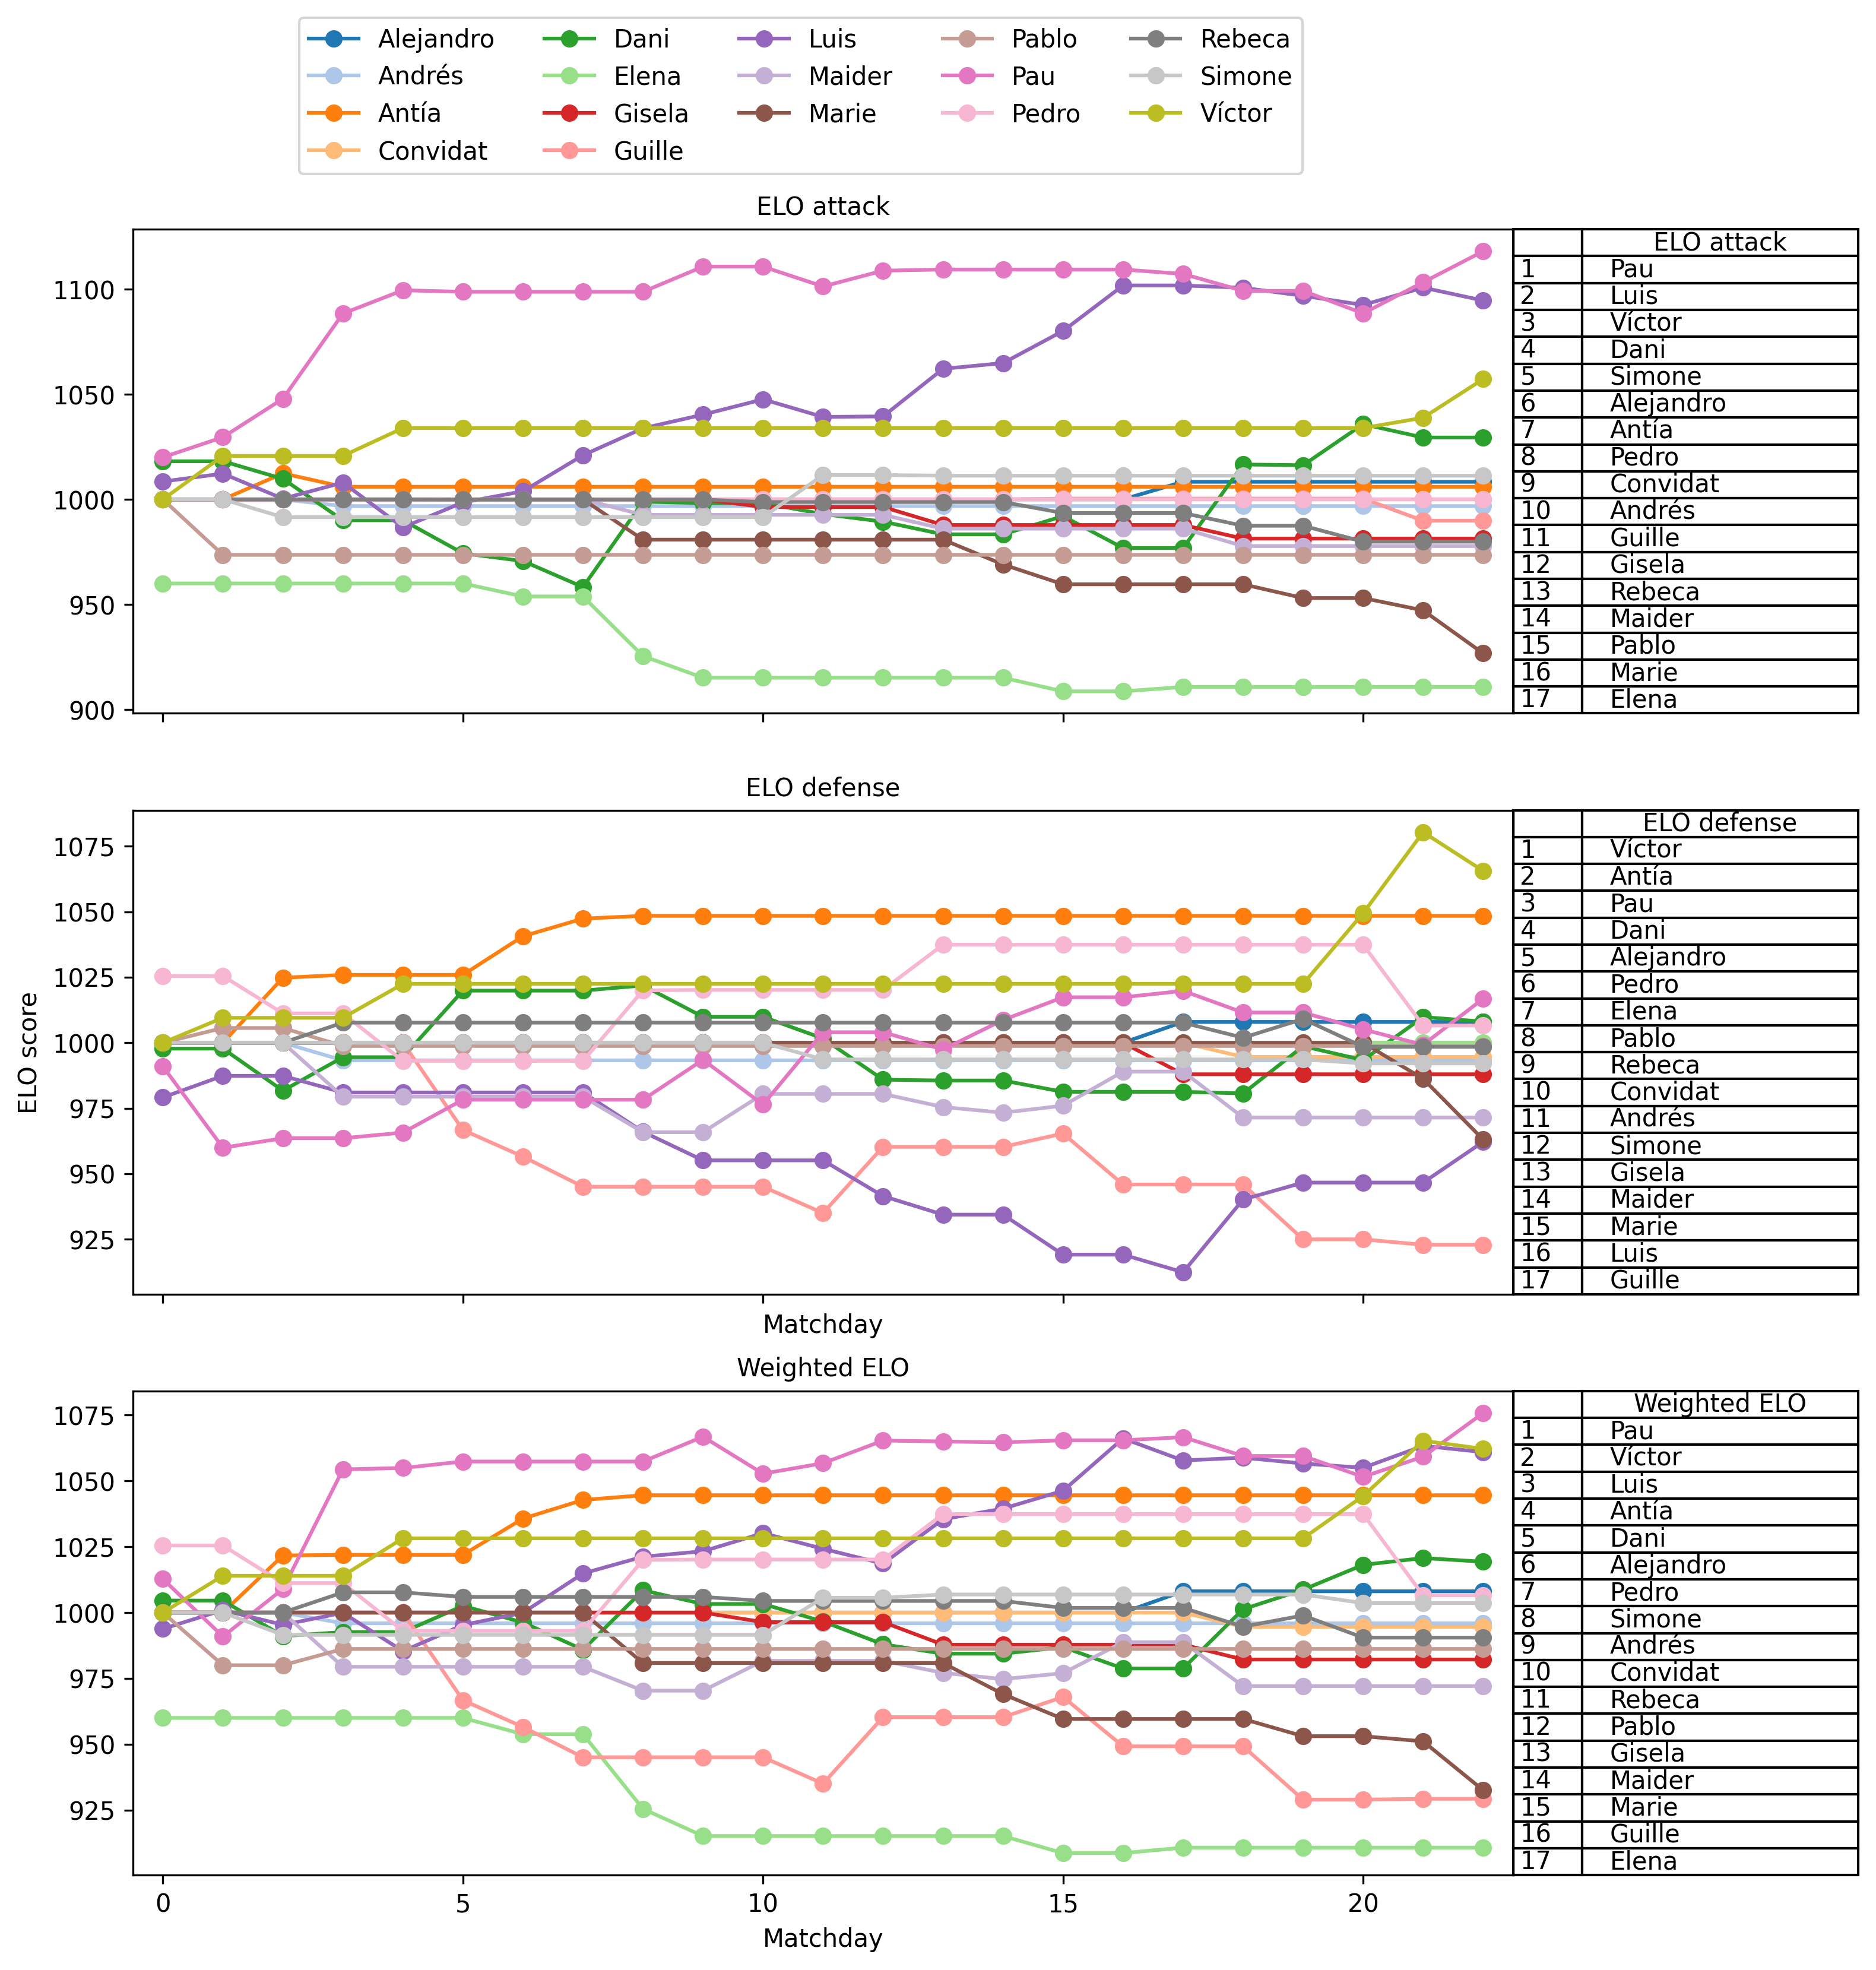 Alejandro Dani Luis Pablo Rebeca
Andrés Elena Maider Pau Simone
Antía Gisela Marie Pedro Víctor
Convidat Guille
ELO attack
1100
1050
1000
950
900
ELO attack
1 Pau
2 Luis
3 Víctor
4 Dani
5 Simone
6 Alejandro
7 Antía
8 Pedro
9 Convidat
10 Andrés
11 Guille
12 Gisela
13 Rebeca
14 Maider
15 Pablo
16 Marie
17 Elena
ELO defense
ELO score
1075
1050
1025
1000
975
950
925
Matchday
ELO defense
1 Víctor
2 Antía
3 Pau
4 Dani
5 Alejandro
6 Pedro
7 Elena
8 Pablo
9 Rebeca
10 Convidat
11 Andrés
12 Simone
13 Gisela
14 Maider
15 Marie
16 Luis
17 Guille
Weighted ELO
1075
1050
1025
1000
975
950
925
0 5 10 15 20
Matchday
Weighted ELO
1 Pau
2 Víctor
3 Luis
4 Antía
5 Dani
6 Alejandro
7 Pedro
8 Simone
9 Andrés
10 Convidat
11 Rebeca
12 Pablo
13 Gisela
14 Maider
15 Marie
16 Guille
17 Elena